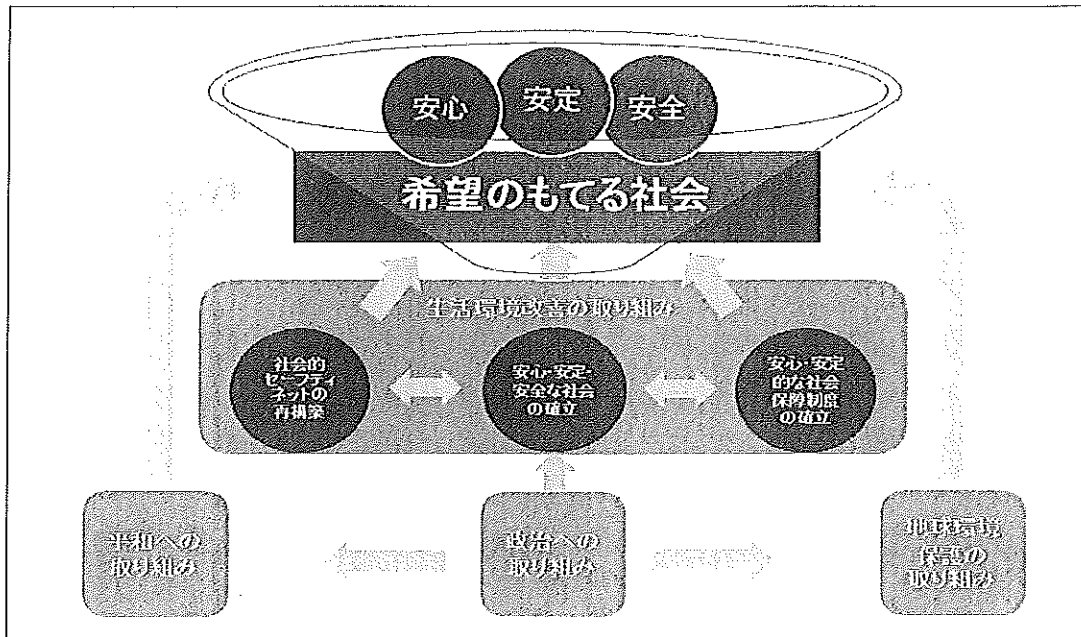 安心
安定
安全
希望のもてる社会
生活環境改善の取り組み
社会的
セーフティ
ネットの
再構築
安心・安定・
安全な社会
の確立
安心・安定
的な社会
保障制度
の確立
平和への
取り組み
政治への
取り組み
地球環境
保護の
取り組み